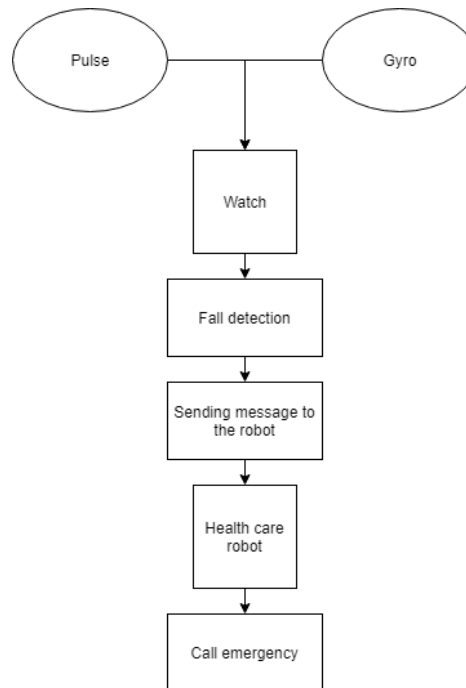 Pulse
Gyro
Watch
Fall detection
Sending message to
the robot
Health care
robot
Call emergency